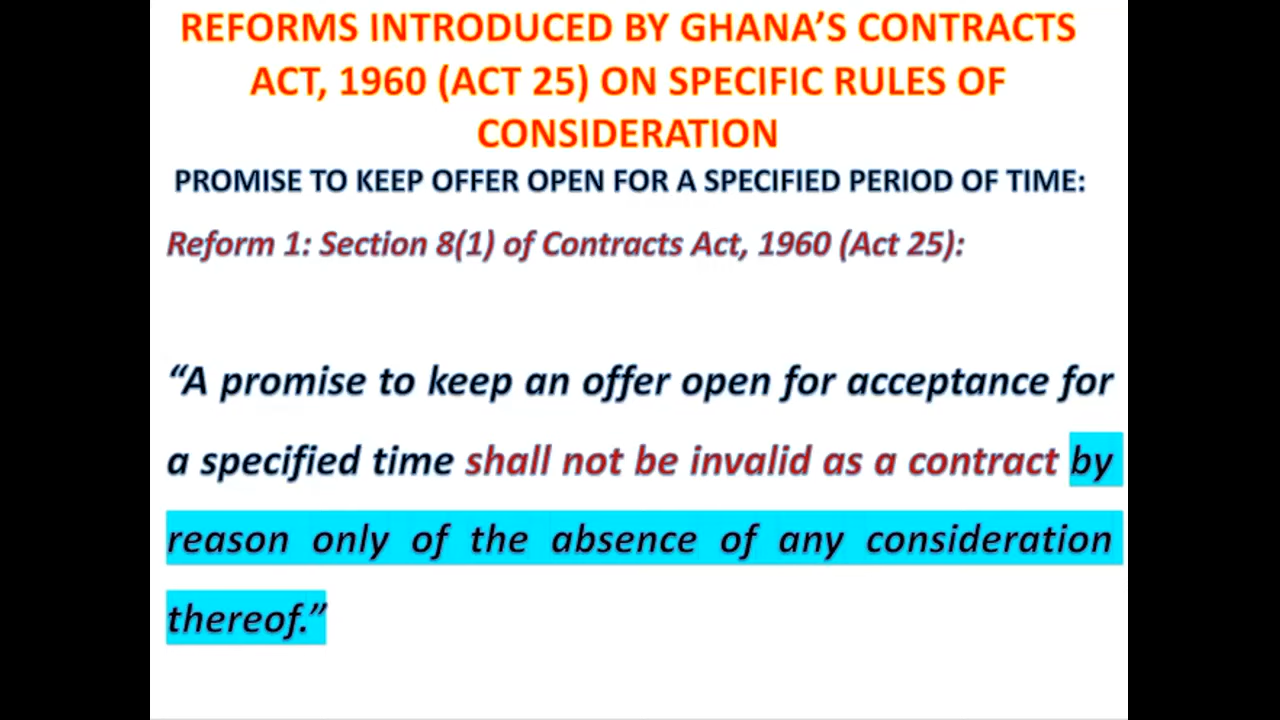 REFORMS INTRODUCED BY GHANA’S CONTRACTS
ACT, 1960 (ACT 25) ON SPECIFIC RULES OF
CONSIDERATION
PROMISE TO KEEP OFFER OPEN FOR A SPECIFIED PERIOD OF TIME:
Reform 1: Section 8(1) of Contracts Act, 1960 (Act 25):
“A promise to keep an offer open for acceptance for
a specified time shall not be invalid as a contract by
reason only of the absence of any consideration
thereof.”